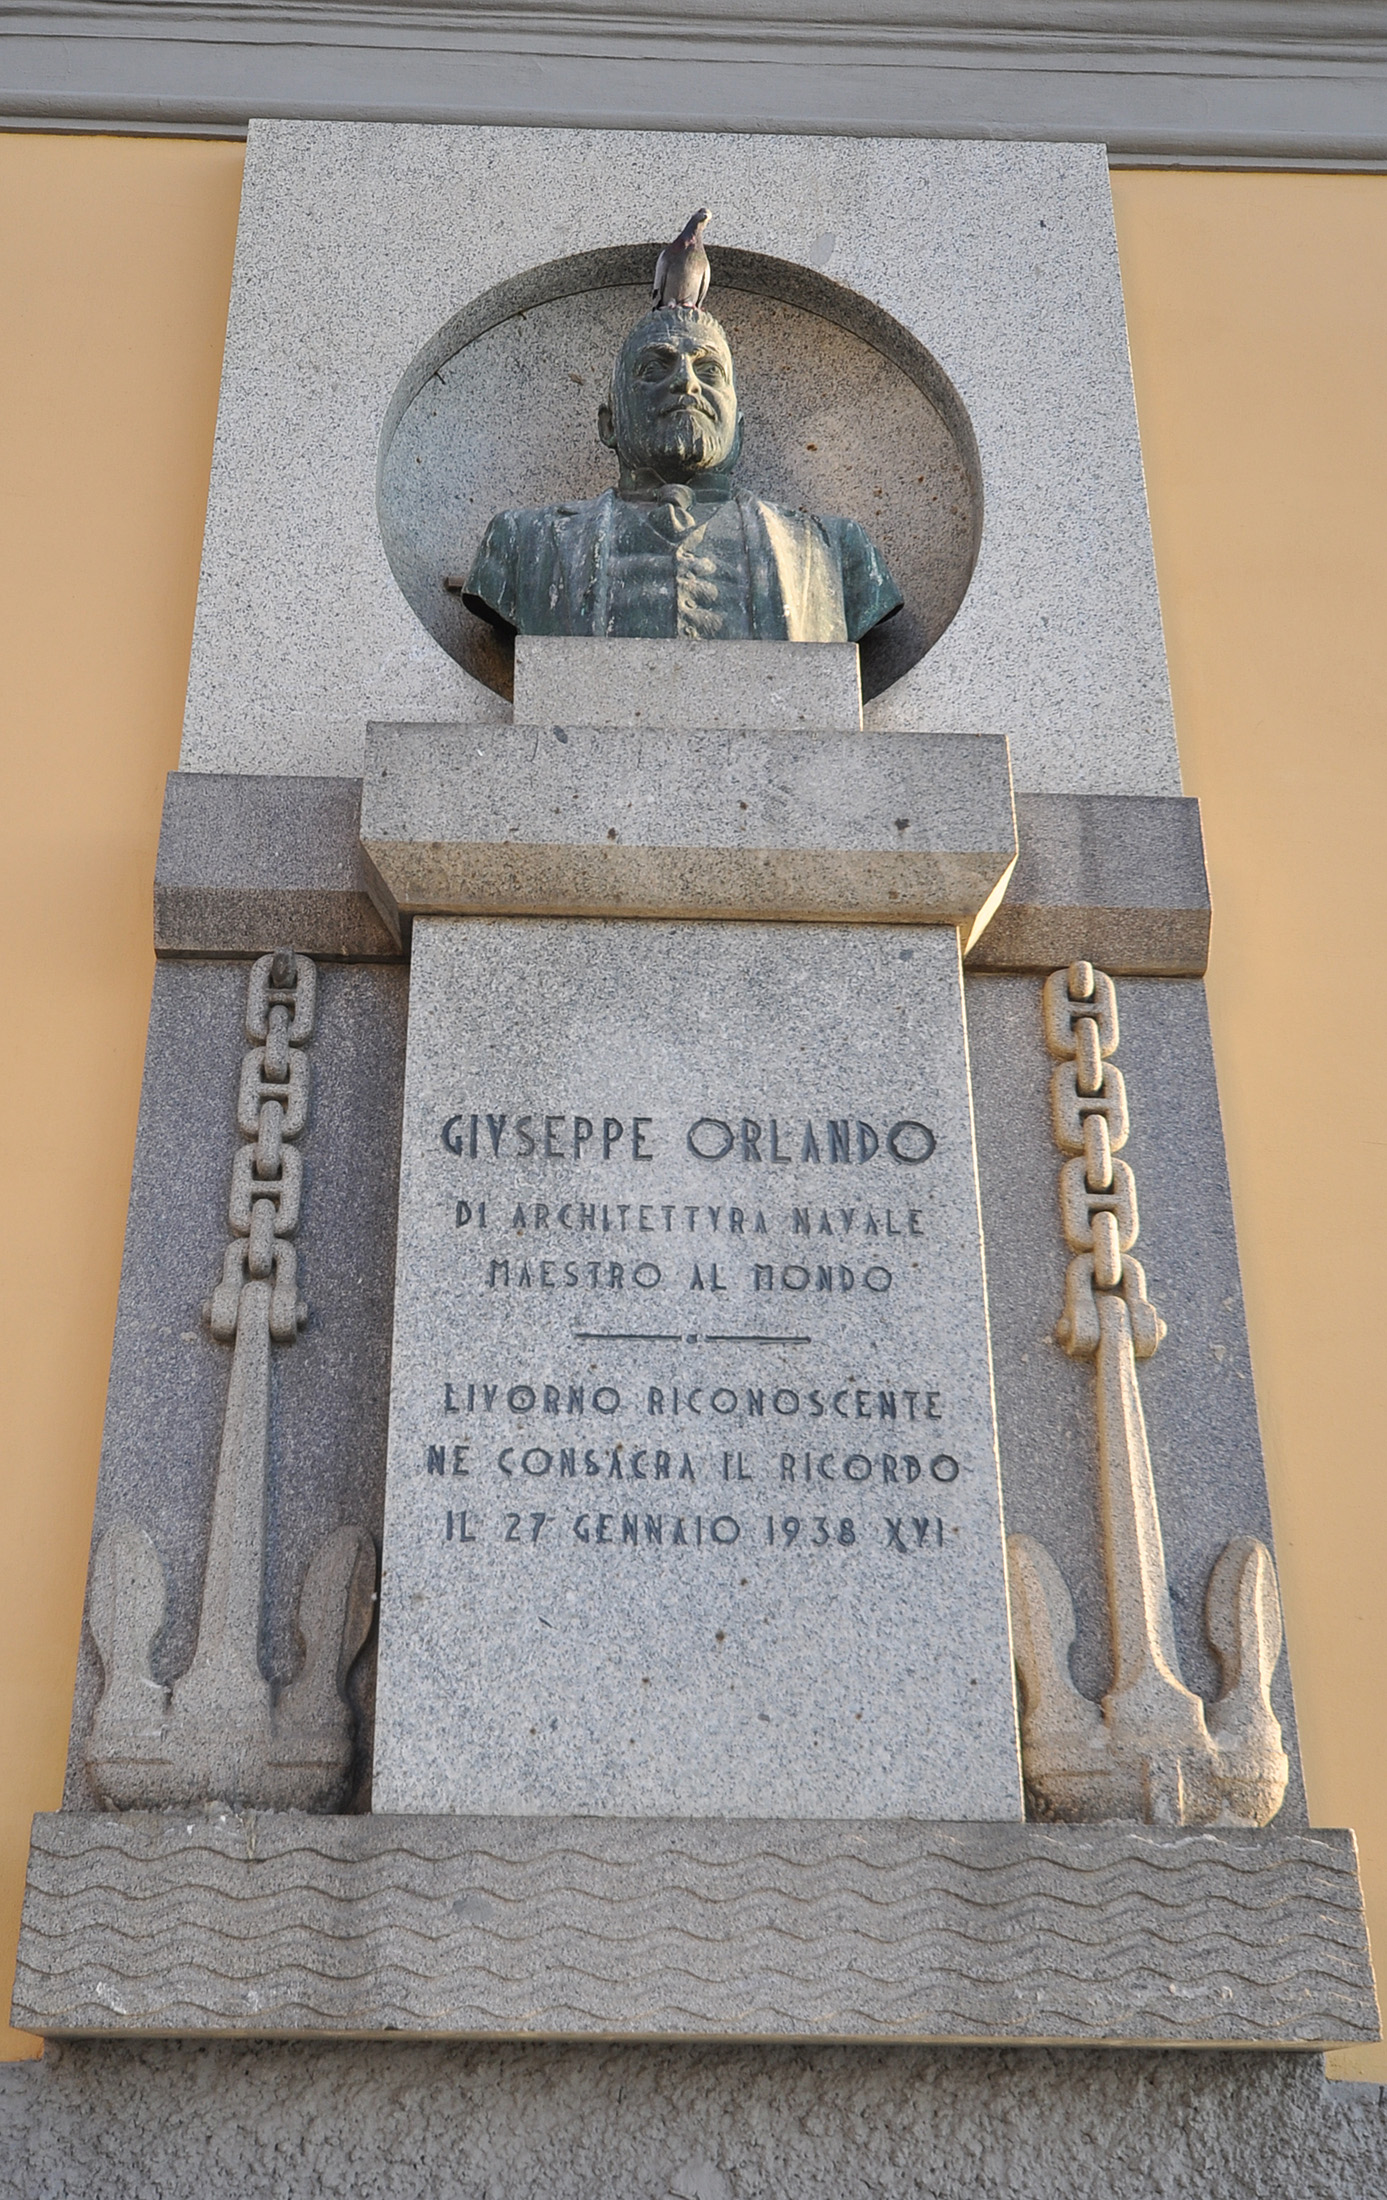 GIVSEPPE ORLANDO
DI ARCHITETTVRA NAVALE
MAESTRO AL MONDO
LIVORNO RICONOSCENTE
NE CONSACRA IL RICORDO
IL 27 GENNAIO 1938 XVI